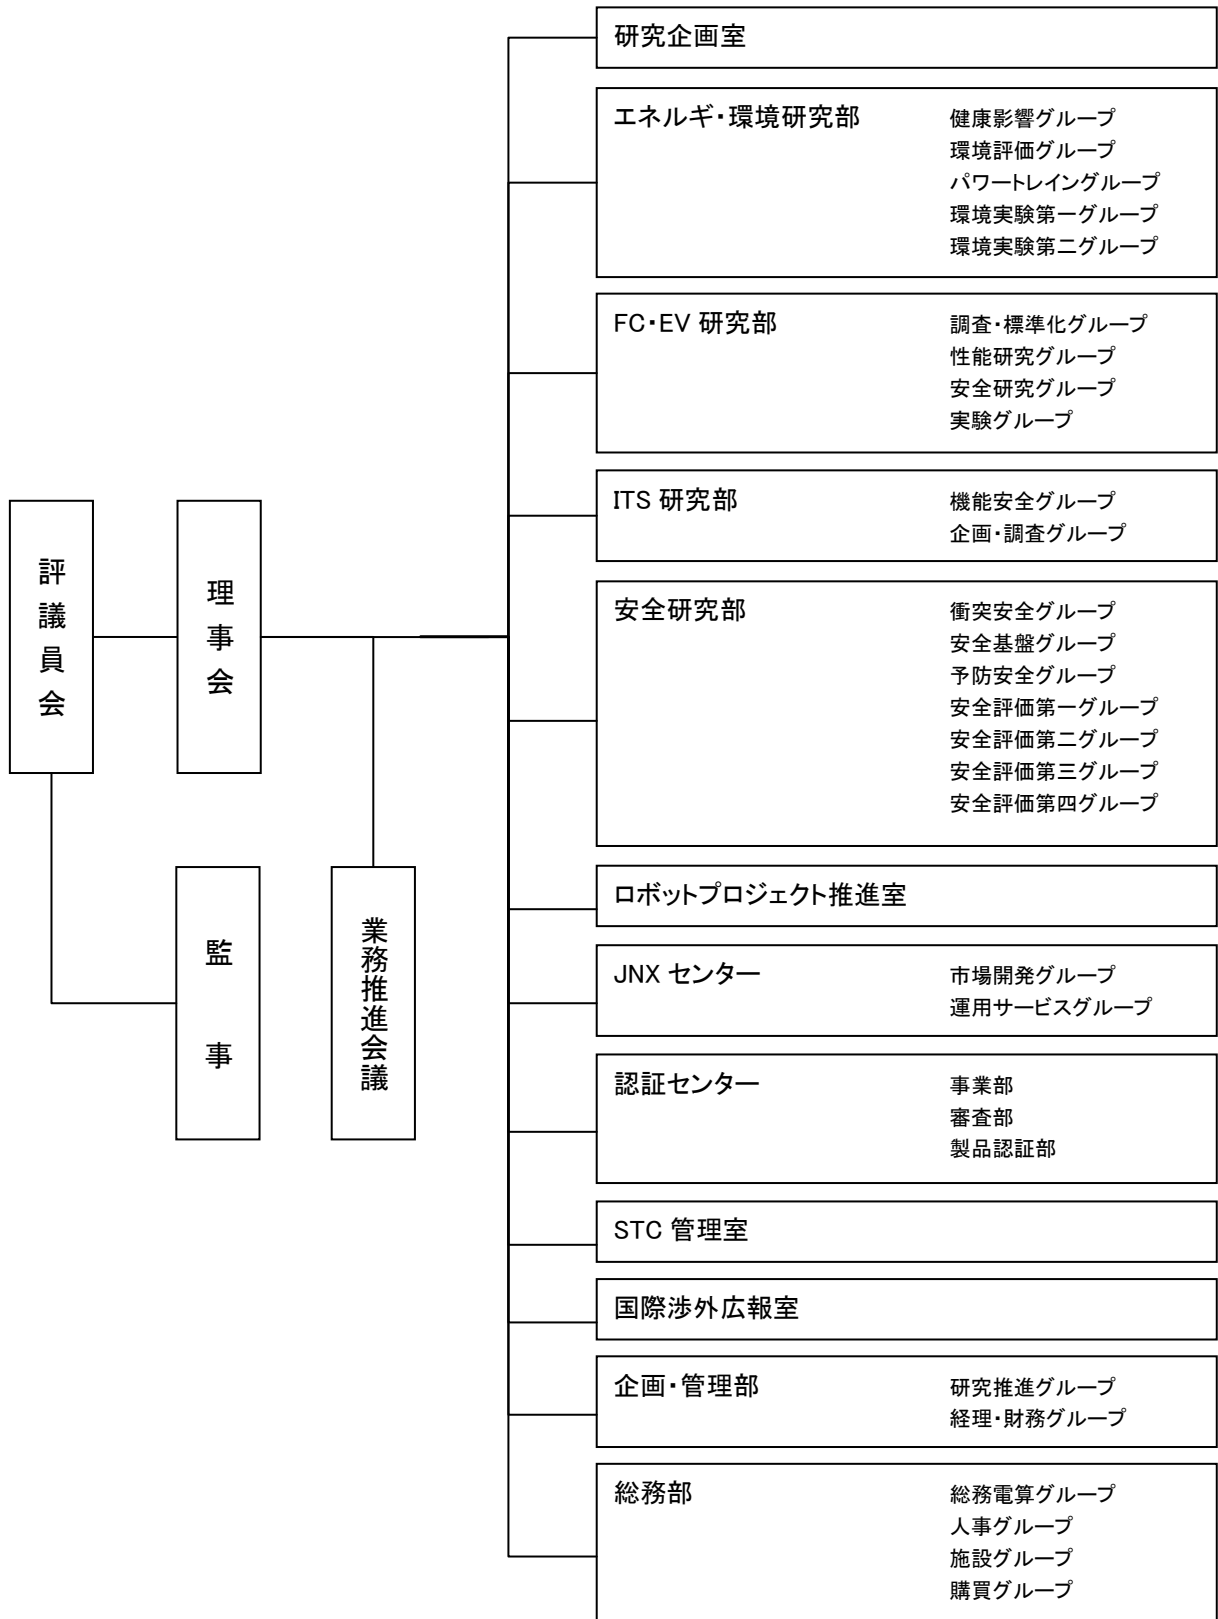 評議員会
理事会
監事
業務推進会議
研究企画室
エネルギ・環境研究部
健康影響グループ
環境評価グループ
パワートレイングループ
環境実験第一グループ
環境実験第二グループ
FC・EV 研究部
調査・標準化グループ
性能研究グループ
安全研究グループ
実験グループ
ITS 研究部
機能安全グループ
企画・調査グループ
安全研究部
衝突安全グループ
安全基盤グループ
予防安全グループ
安全評価第一グループ
安全評価第二グループ
安全評価第三グループ
安全評価第四グループ
ロボットプロジェクト推進室
JNX センター
市場開発グループ
運用サービスグループ
認証センター
事業部
審査部
製品認証部
STC 管理室
国際渉外広報室
企画・管理部
研究推進グループ
経理・財務グループ
総務部
総務電算グループ
人事グループ
施設グループ
購買グループ